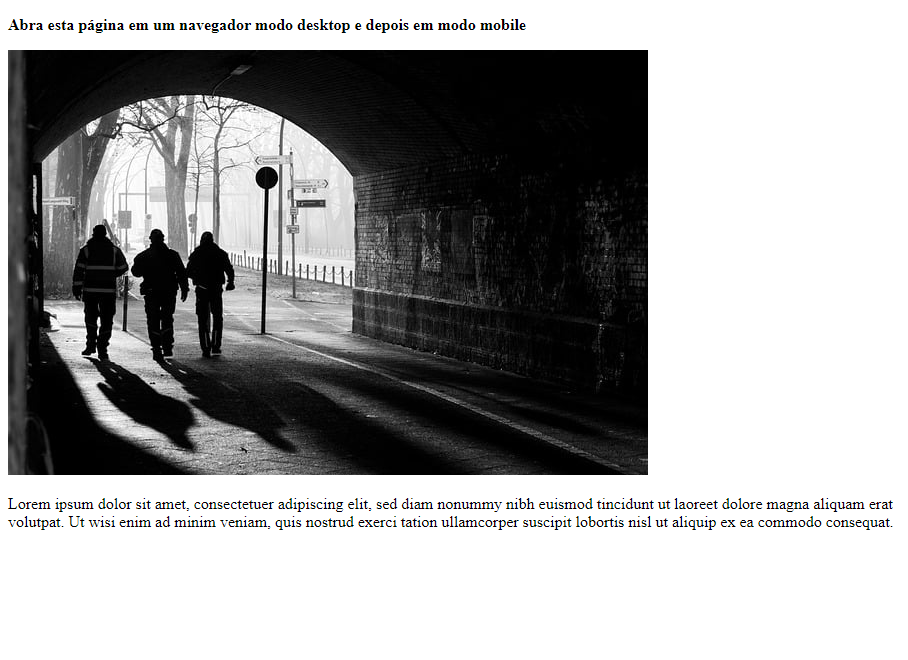 Abra esta página em um navegador modo desktop e depois em modo mobile
Lorem ipsum dolor sit amet, consectetuer adipiscing elit, sed diam nonummy nibh euismod tincidunt ut laoreet dolore magna aliquam erat
volutpat. Ut wisi enim ad minim veniam, quis nostrud exerci tation ullamcorper suscipit lobortis nisl ut aliquip ex ea commodo consequat.